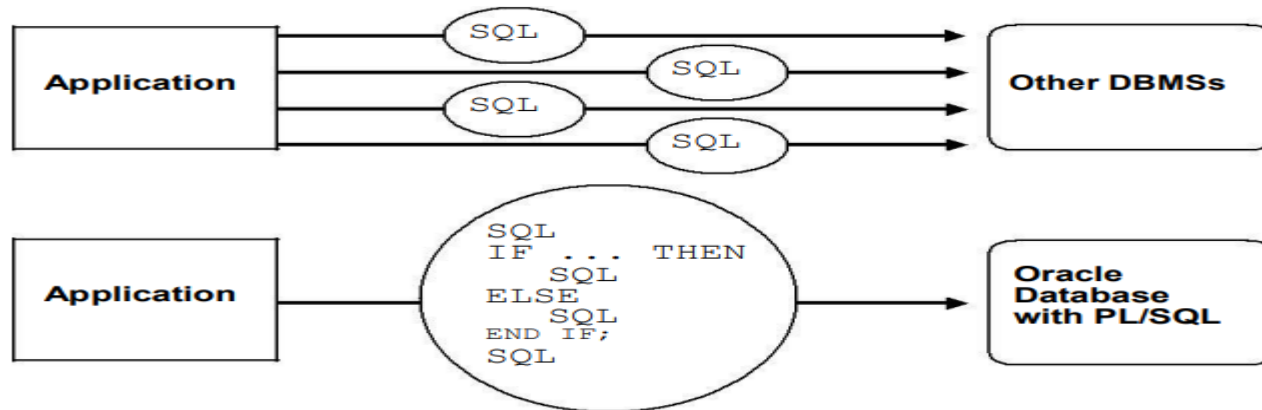 Application
SQL
SQL
SQL
SQL
Other DBMSs
Application
SQL
IF ... THEN
SQL
ELSE
SQL
END IF;
SQL
Oracle
Database
with PL/SQL